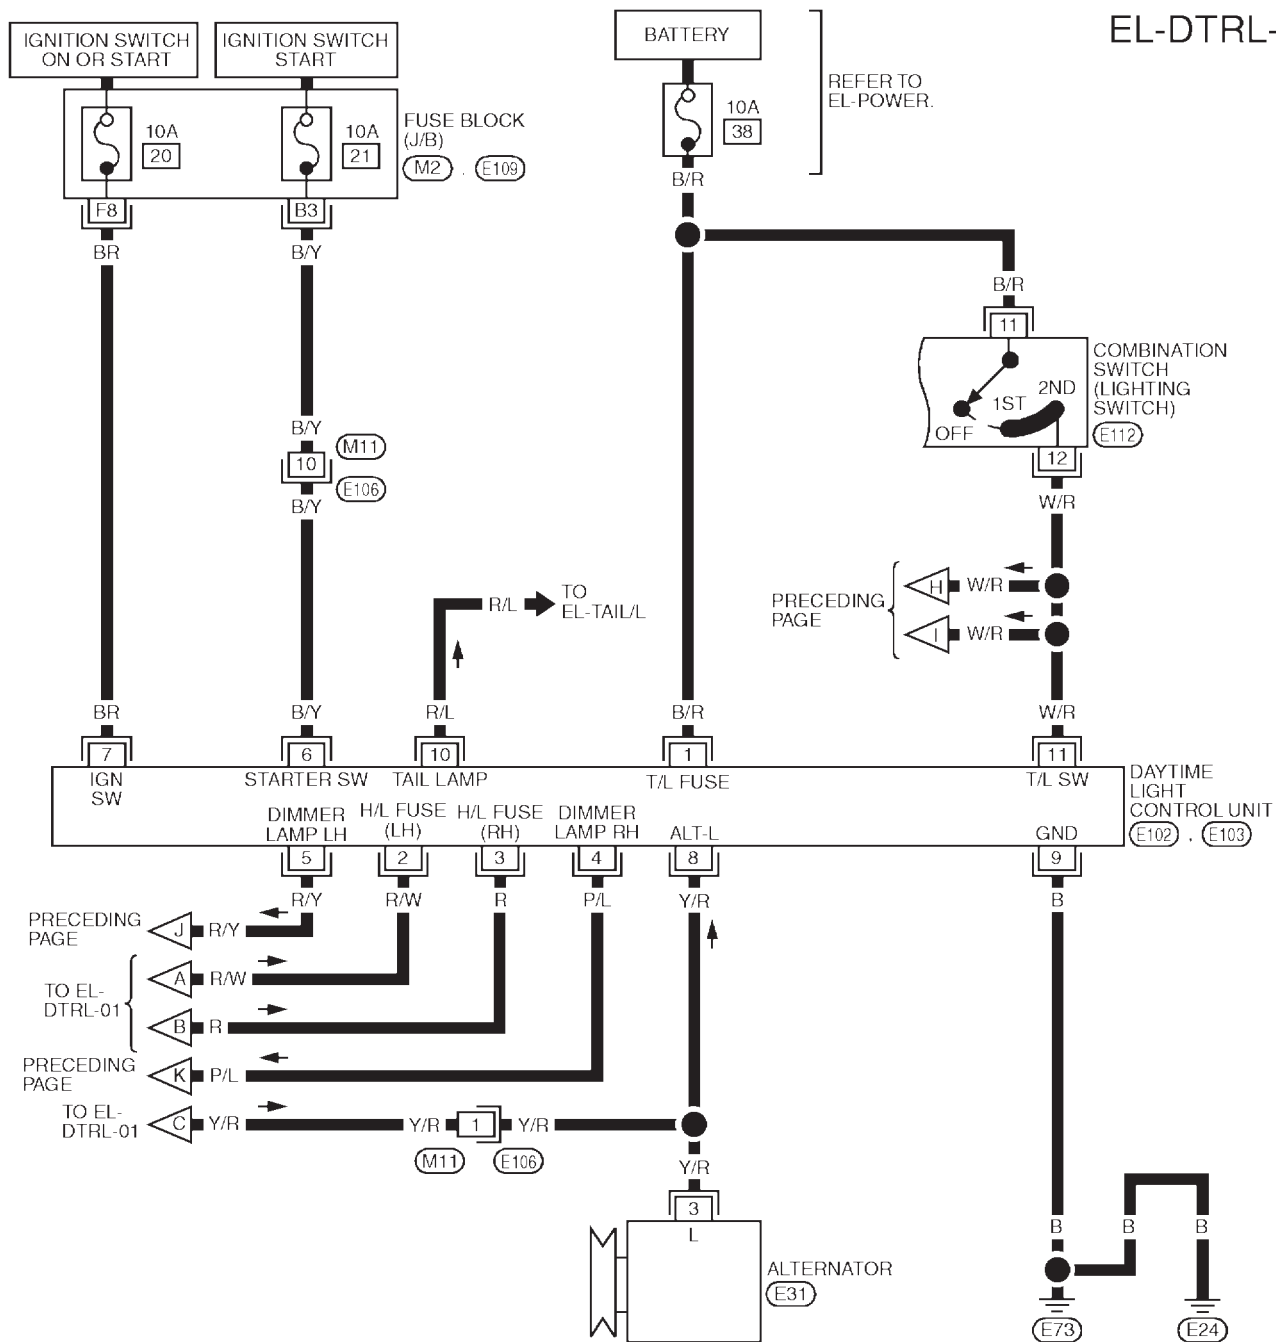 EL-DTRL-
IGNITION SWITCH
ON OR START
IGNITION SWITCH
START
BATTERY
REFER TO
EL-POWER.
10A
20
10A
21
FUSE BLOCK
(J/B)
M2 , E109
10A
38
F8
B3
B/R
BR
B/Y
B/R
11
COMBINATION
SWITCH
(LIGHTING
SWITCH)
E112
OFF
1ST
2ND
12
B/Y
10
M11
E106
B/Y
W/R
PRECEDING
PAGE
H W/R
I W/R
R/L
TO
EL-TAIL/L
BR
B/Y
R/L
B/R
W/R
7
6
10
1
11
IGN
SW
STARTER SW
TAIL LAMP
T/L FUSE
T/L SW
DAYTIME
LIGHT
CONTROL UNIT
E102 , E103
DIMMER
LAMP LH
H/L FUSE
(LH)
H/L FUSE
(RH)
DIMMER
LAMP RH
ALT-L
GND
5
2
3
4
8
9
R/Y
R/W
R
P/L
Y/R
B
PRECEDING
PAGE
J R/Y
TO EL-
DTRL-01
A R/W
B R
PRECEDING
PAGE
K P/L
TO EL-
DTRL-01
C Y/R
Y/R 1 Y/R
M11
E106
Y/R
3
L
ALTERNATOR
E31
B
B
B
E73
E24